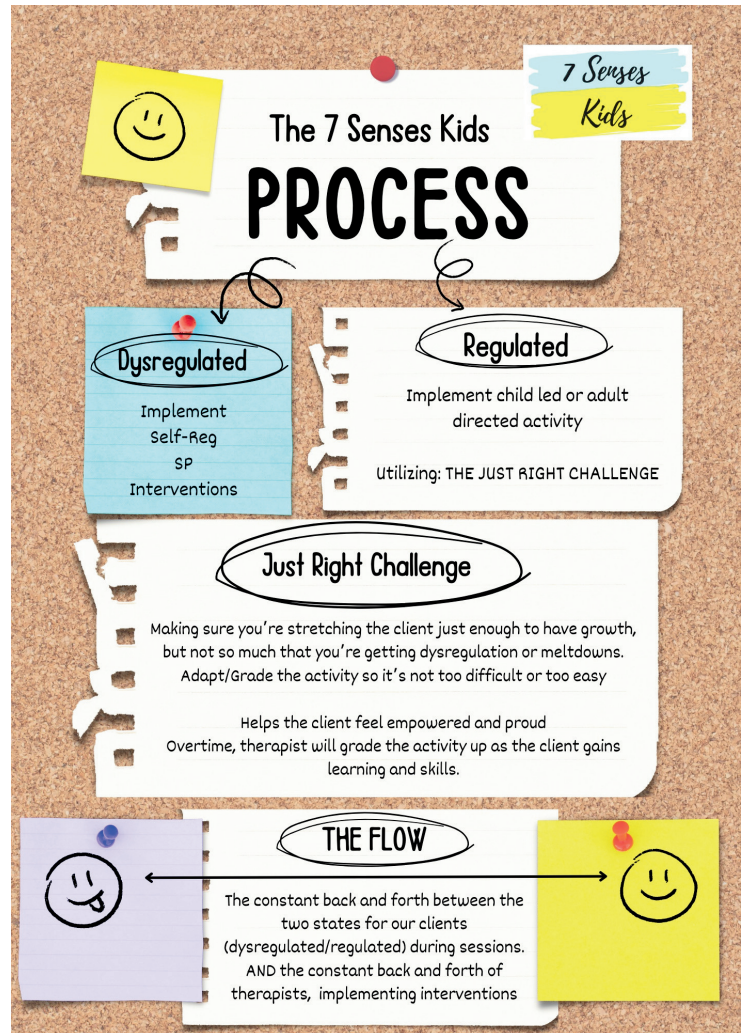 7 Senses
Kids
The 7 Senses Kids
PROCESS
Dysregulated
Implement
Self-Reg
SP
Interventions
Regulated
Implement child led or adult
directed activity
Utilizing: THE JUST RIGHT CHALLENGE
Just Right Challenge
Making sure you're stretching the client just enough to have growth,
but not so much that you're getting dysregulation or meltdowns.
Adapt/Grade the activity so it's not too difficult or too easy
Helps the client feel empowered and proud
Overtime, therapist will grade the activity up as the client gains
learning and skills.
THE FLOW
The constant back and forth between the
two states for our clients
(dysregulated/regulated) during sessions.
AND the constant back and forth of
therapists, implementing interventions